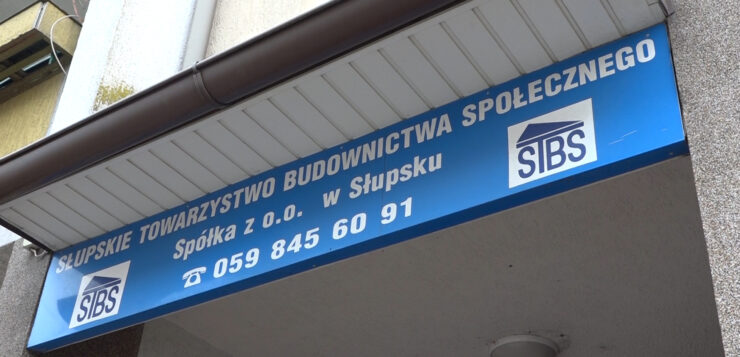 SŁUPSKIE TOWARZYSTWO BUDOWNICTWA SPOŁECZNEGO
Spółka z o.o. w Słupsku
☎ 059 845 60 91
STBS
STBS